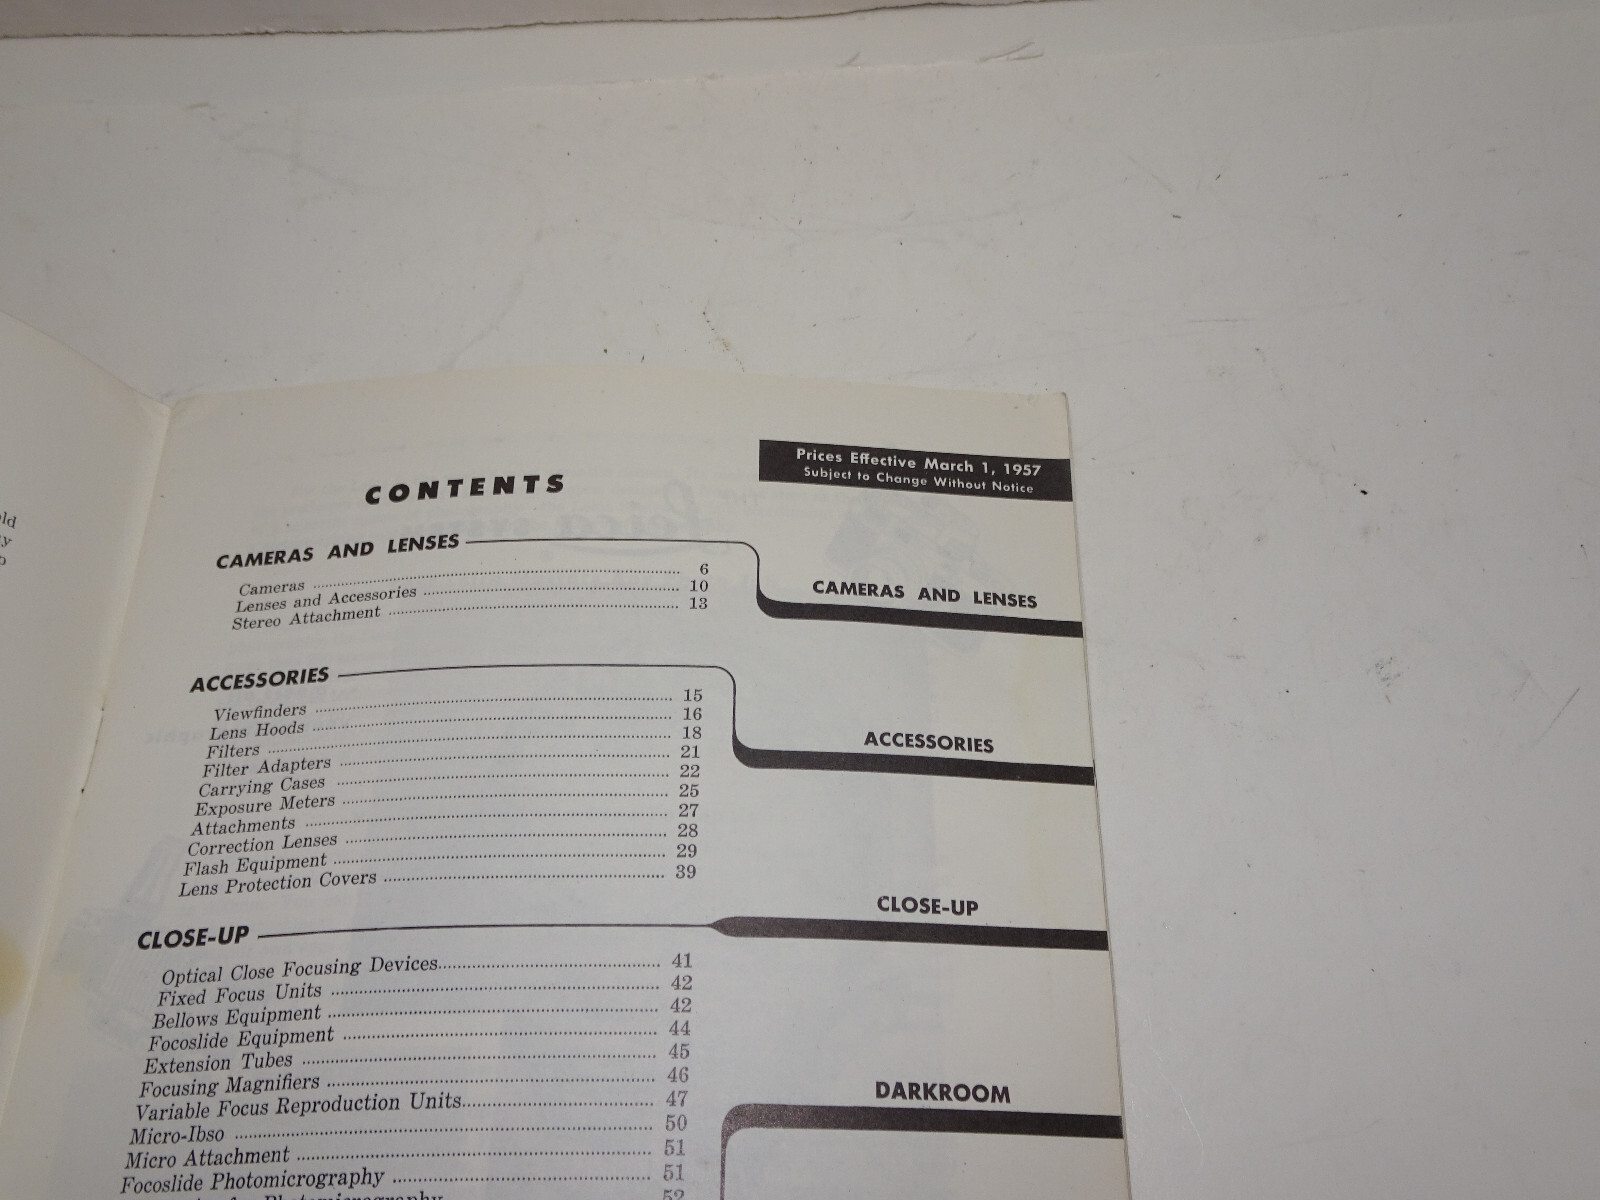 Prices Effective March 1, 1957
Subject to Change Without Notice
CONTENTS
CAMERAS AND LENSES
Cameras 6
Lenses and Accessories 10
Stereo Attachment 13
CAMERAS AND LENSES
ACCESSORIES
Viewfinders 15
Lens Hoods 16
Filters 18
Filter Adapters 21
Carrying Cases 22
Exposure Meters 25
Attachments 27
Correction Lenses 28
Flash Equipment 29
Lens Protection Covers 39
ACCESSORIES
CLOSE-UP
Optical Close Focusing Devices 41
Fixed Focus Units 42
Bellows Equipment 42
Focoslide Equipment 44
Extension Tubes 45
Focusing Magnifiers 46
Variable Focus Reproduction Units 47
Micro-Ibso 50
Micro Attachment 51
Focoslide Photomicrography 51
for Photomicrography 52
CLOSE-UP
DARKROOM